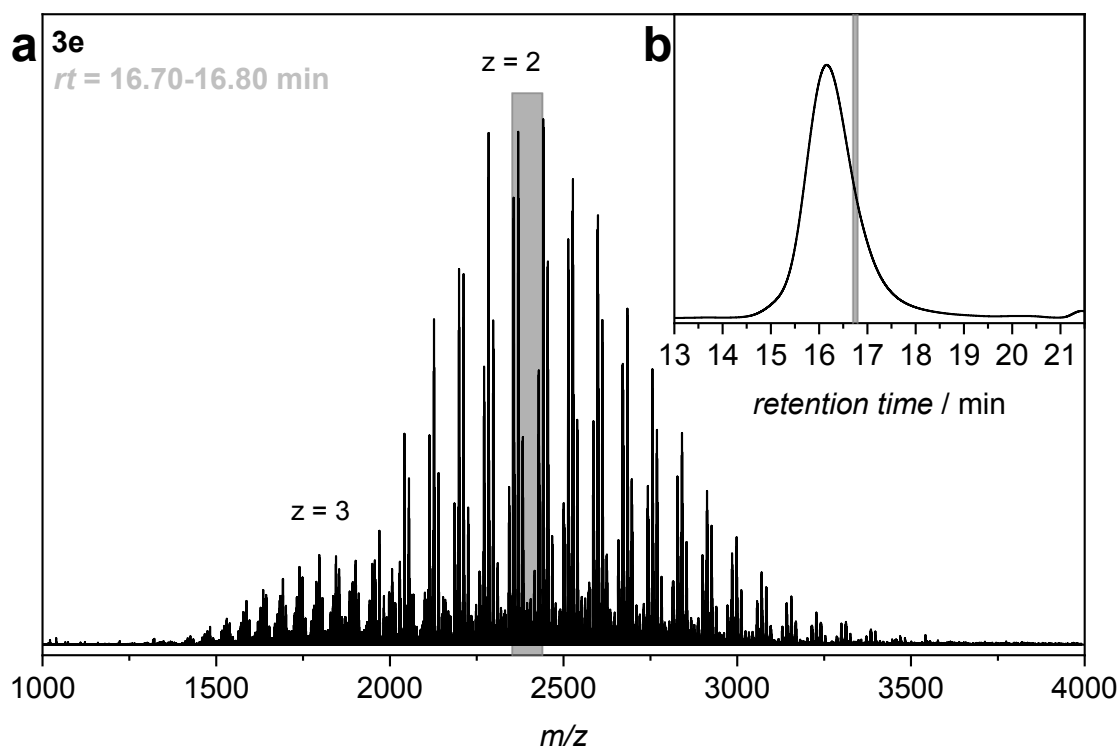 a
3e
rt = 16.70-16.80 min
z = 2
z = 3
1000 1500 2000 2500 3000 3500 4000
m/z
b
13 14 15 16 17 18 19 20 21
retention time / min